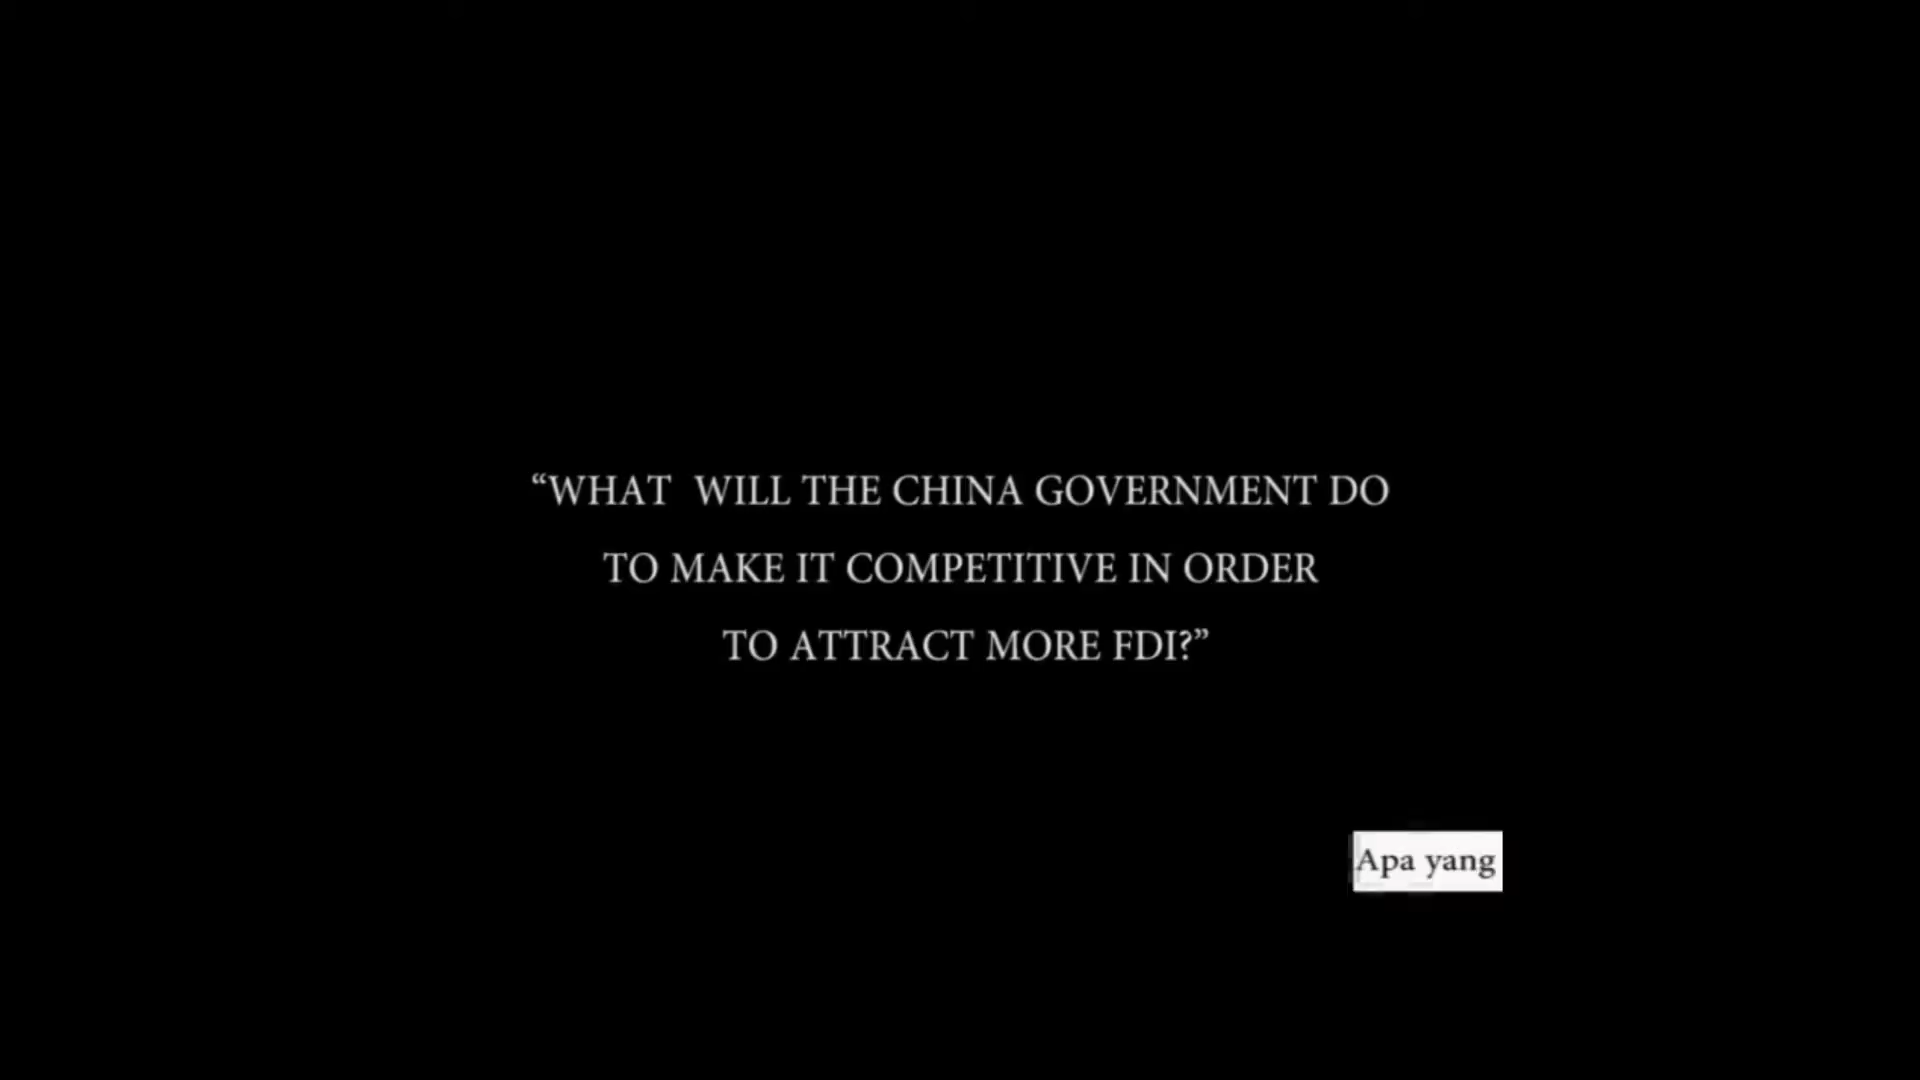 “WHAT  WILL THE CHINA GOVERNMENT DO
TO MAKE IT COMPETITIVE IN ORDER
TO ATTRACT MORE FDI?”
Apa yang